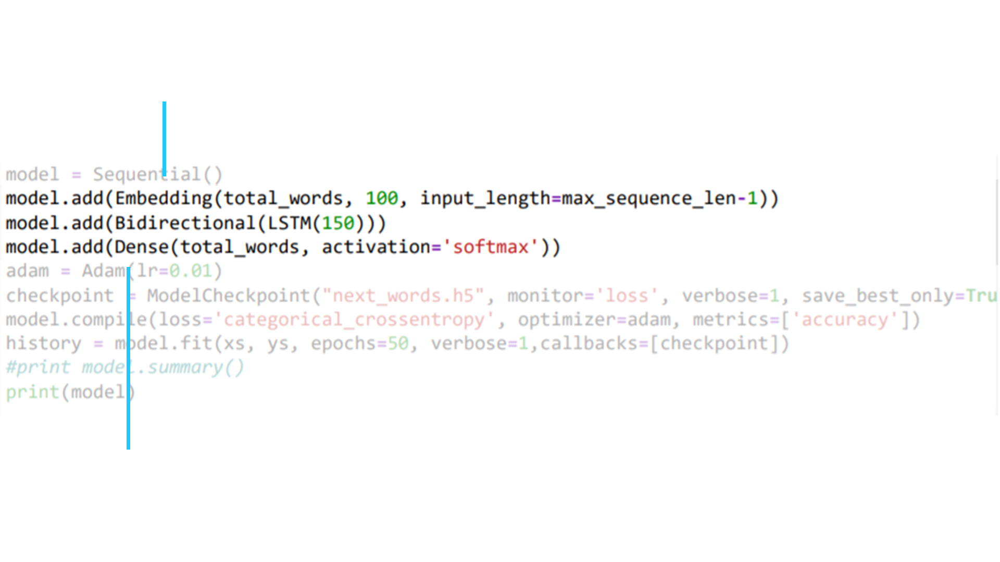 model = Sequential()
model.add(Embedding(total_words, 100, input_length=max_sequence_len-1))
model.add(Bidirectional(LSTM(150)))
model.add(Dense(total_words, activation='softmax'))
adam = Adam(lr=0.01)
checkpoint = ModelCheckpoint("next_words.h5", monitor='loss', verbose=1, save_best_only=Tru
model.compile(loss='categorical_crossentropy', optimizer=adam, metrics=['accuracy'])
history = model.fit(xs, ys, epochs=50, verbose=1,callbacks=[checkpoint])
#print model.summary()
print(model)